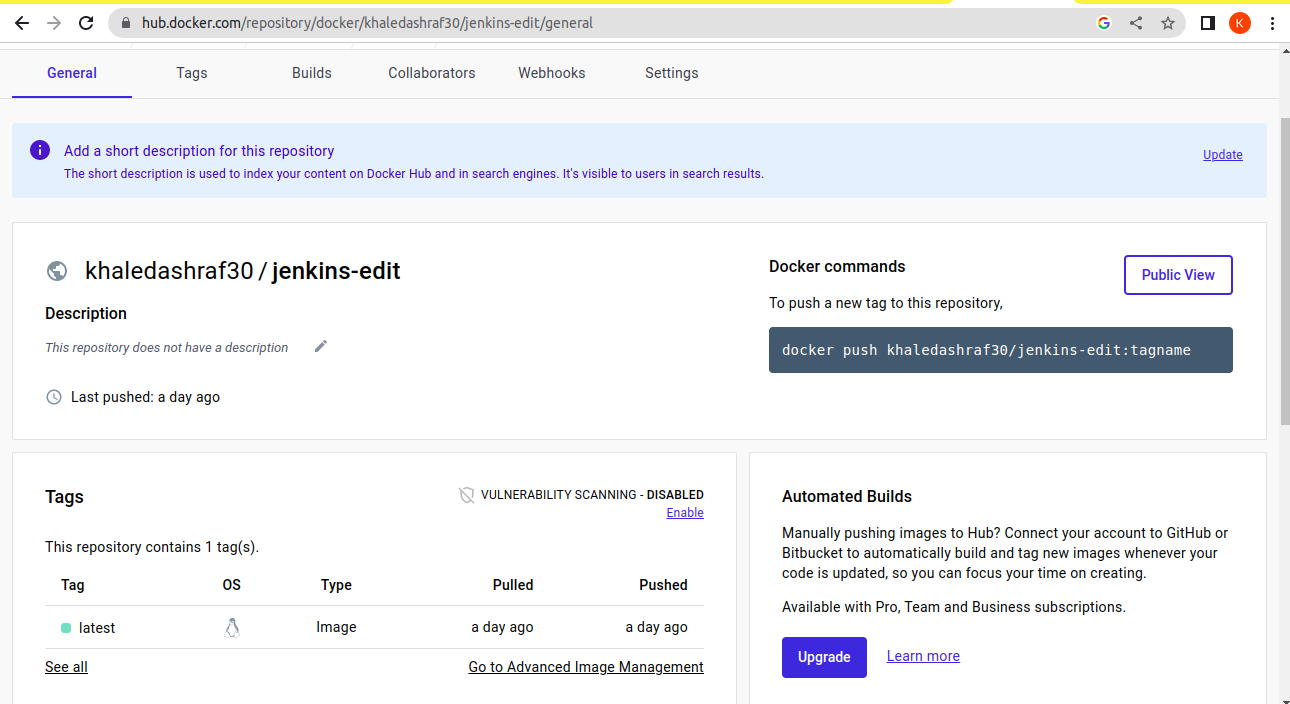 hub.docker.com/repository/docker/khaledashraf30/jenkins-edit/general
K
General Tags Builds Collaborators Webhooks Settings
Add a short description for this repository
Update
The short description is used to index your content on Docker Hub and in search engines. It's visible to users in search results.
khaledashraf30 / jenkins-edit
Description
This repository does not have a description
Last pushed: a day ago
Docker commands
Public View
To push a new tag to this repository,
docker push khaledashraf30/jenkins-edit:tagname
Tags
VULNERABILITY SCANNING - DISABLED
Enable
This repository contains 1 tag(s).
Tag OS Type Pulled Pushed
latest Image a day ago a day ago
See all Go to Advanced Image Management
Automated Builds
Manually pushing images to Hub? Connect your account to GitHub or
Bitbucket to automatically build and tag new images whenever your
code is updated, so you can focus your time on creating.
Available with Pro, Team and Business subscriptions.
Upgrade Learn more